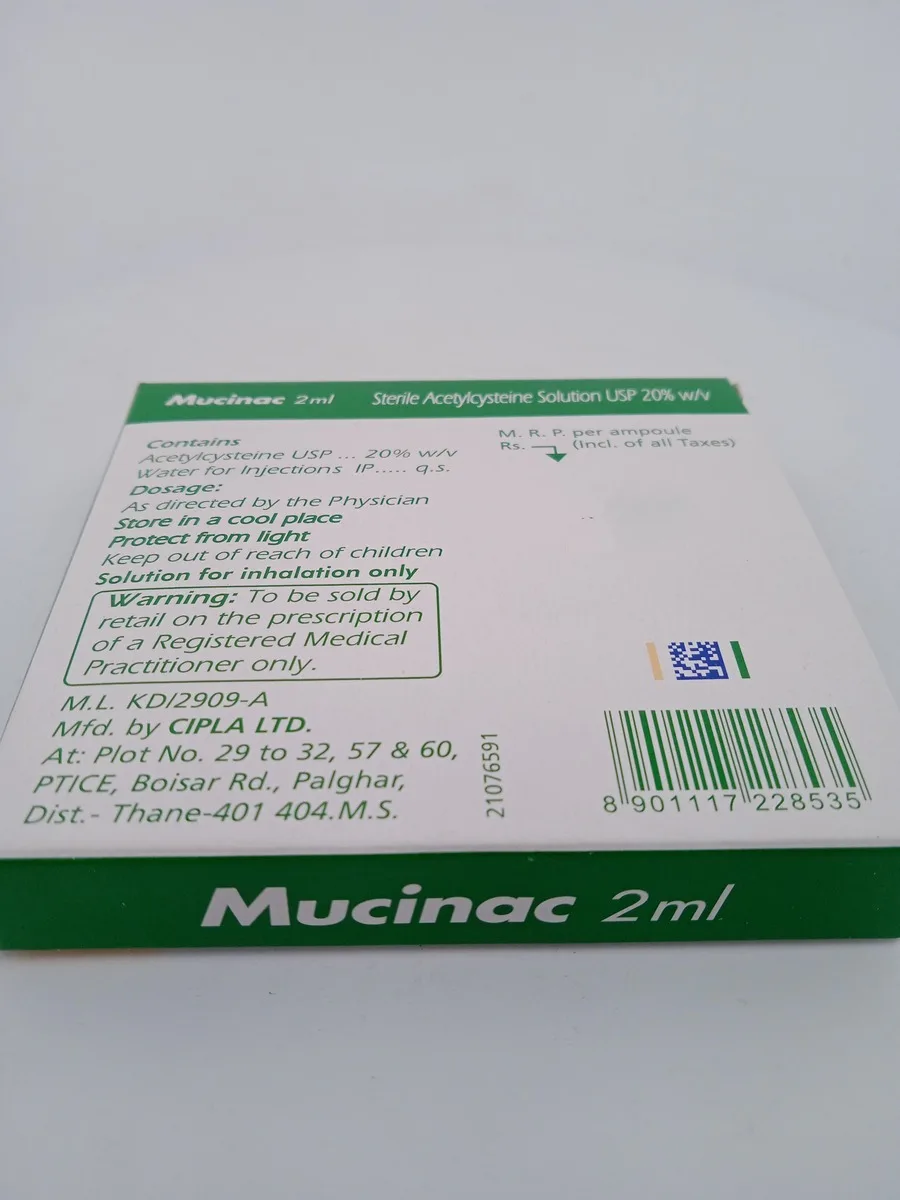 Mucinac 2ml Sterile Acetylcysteine Solution USP 20% w/v
Contains
Acetylcysteine USP ... 20% w/v
Water for Injections IP..... q.s.
Dosage:
As directed by the Physician
Store in a cool place
Protect from light
Keep out of reach of children
Solution for inhalation only
Warning: To be sold by
retail on the prescription
of a Registered Medical
Practitioner only.
M.L. KD/2909-A
Mfd. by CIPLA LTD.
At: Plot No. 29 to 32, 57 & 60,
PTICE, Boisar Rd., Palghar,
Dist.- Thane-401 404.M.S.
M. R. P. per ampoule
Rs. (Incl. of all Taxes)
21076591
8 901117 228535
Mucinac 2ml